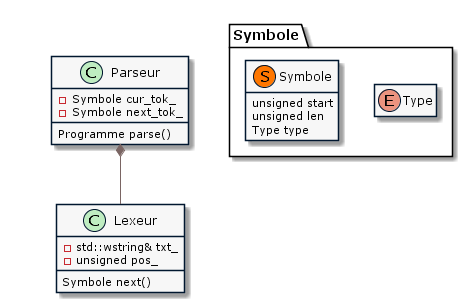 C Parseur
Symbole cur_tok_
Symbole next_tok_
Programme parse()
C Lexeur
std::wstring& txt_
unsigned pos_
Symbole next()
Symbole
S Symbole
unsigned start
unsigned len
Type type
E Type